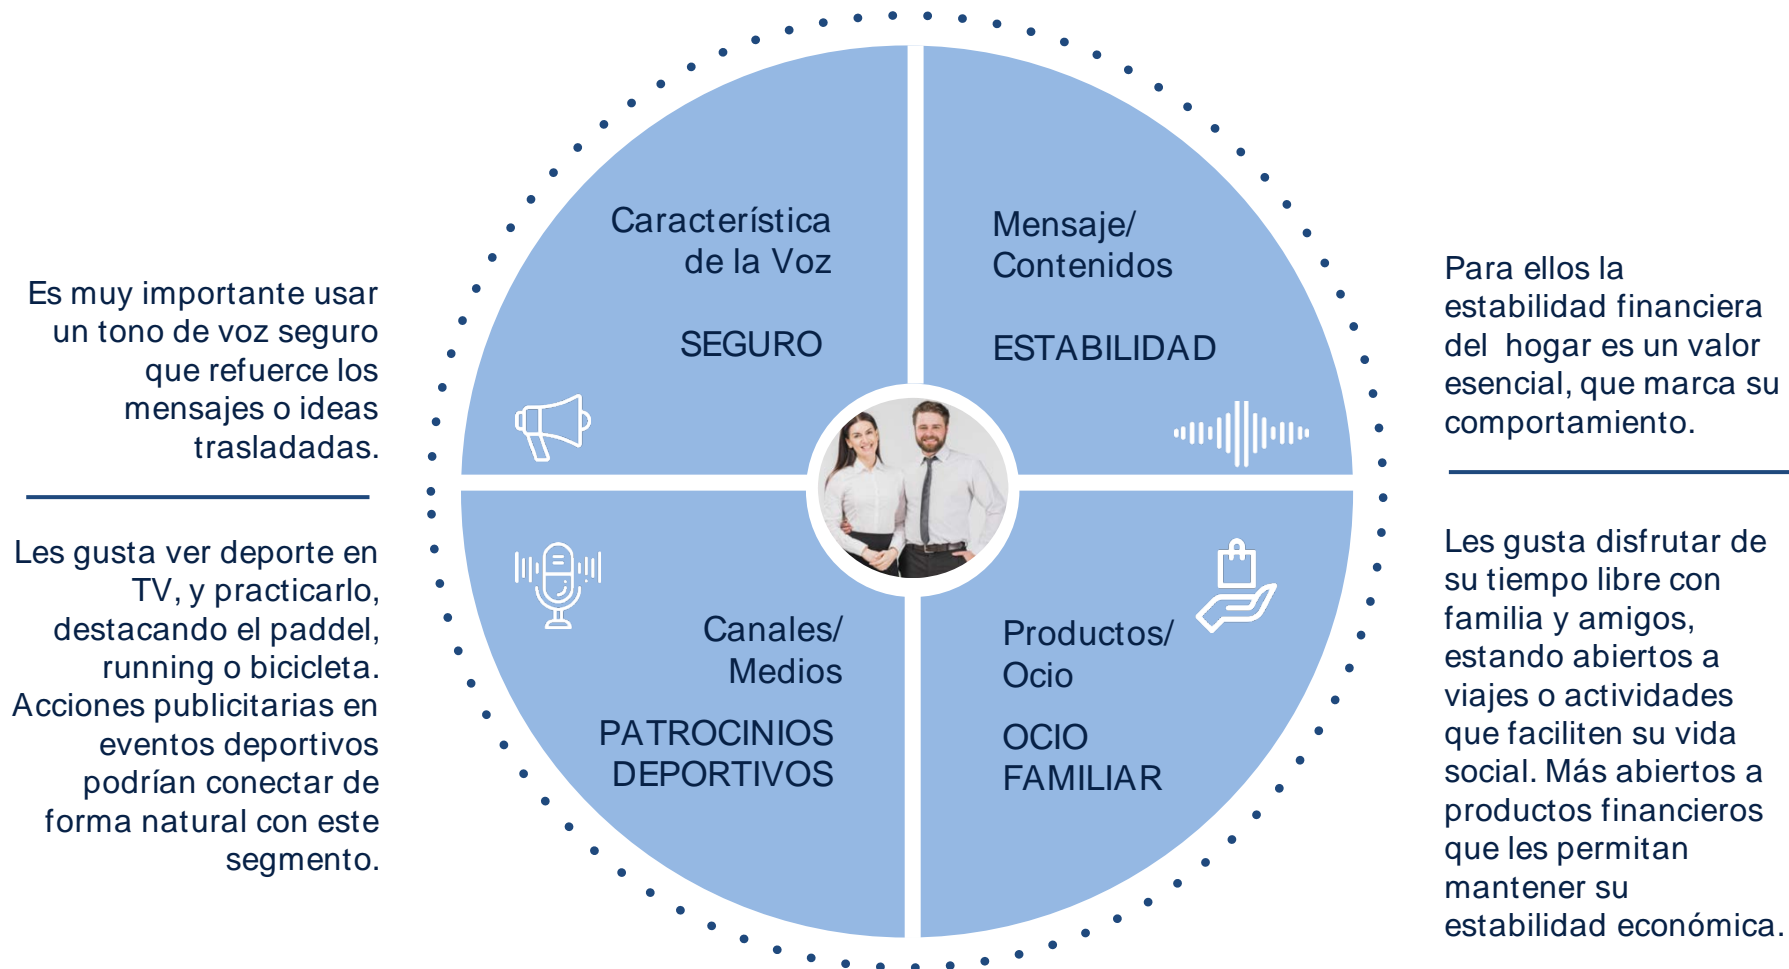 Es muy importante usar
un tono de voz seguro
que refuerce los
mensajes o ideas
trasladadas.
Característica
de la Voz
SEGURO
Mensaje/
Contenidos
ESTABILIDAD
Para ellos la
estabilidad financiera
del  hogar es un valor
esencial, que marca su
comportamiento.
Les gusta ver deporte en
TV, y practicarlo,
destacando el paddel,
running o bicicleta.
Acciones publicitarias en
eventos deportivos
podrían conectar de
forma natural con este
segmento.
Canales/
Medios
PATROCINIOS
DEPORTIVOS
Productos/
Ocio
OCIO
FAMILIAR
Les gusta disfrutar de
su tiempo libre con
familia y amigos,
estando abiertos a
viajes o actividades
que faciliten su vida
social. Más abiertos a
productos financieros
que les permitan
mantener su
estabilidad económica.